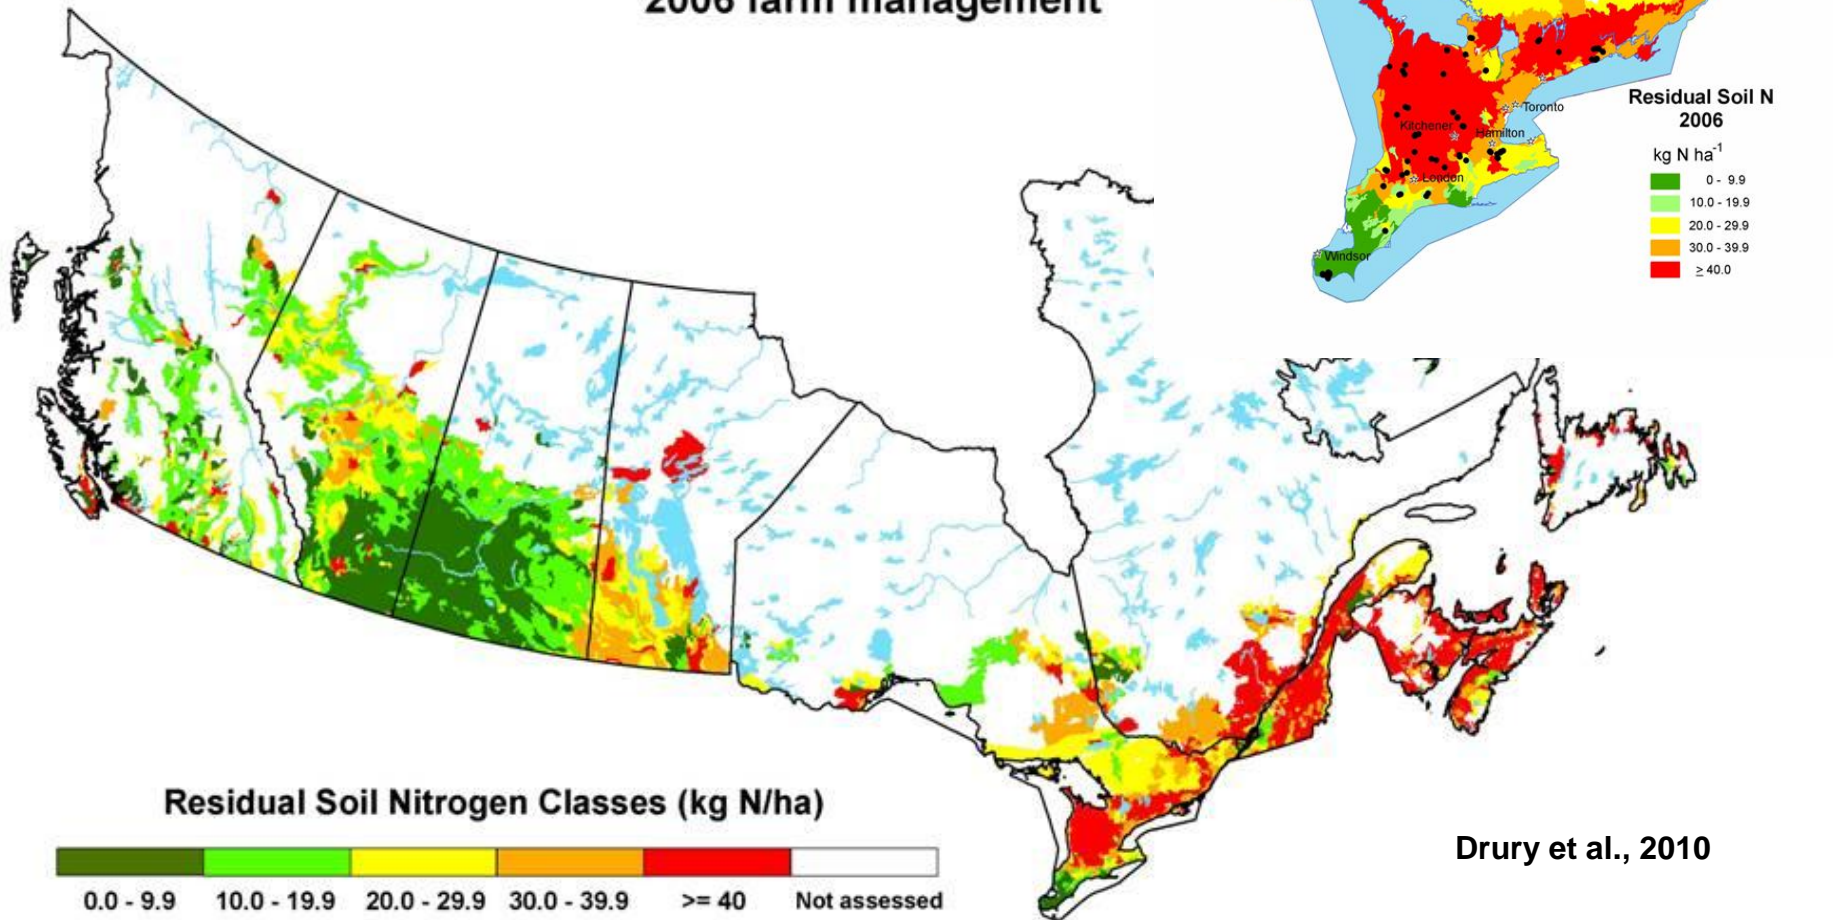 2006 farm management
Toronto
Kitchener
Hamilton
London
Windsor
Residual Soil N
2006
kg N ha-1
0 - 9.9
10.0 - 19.9
20.0 - 29.9
30.0 - 39.9
≥ 40.0
Residual Soil Nitrogen Classes (kg N/ha)
0.0 - 9.9 10.0 - 19.9 20.0 - 29.9 30.0 - 39.9 >= 40 Not assessed
Drury et al., 2010